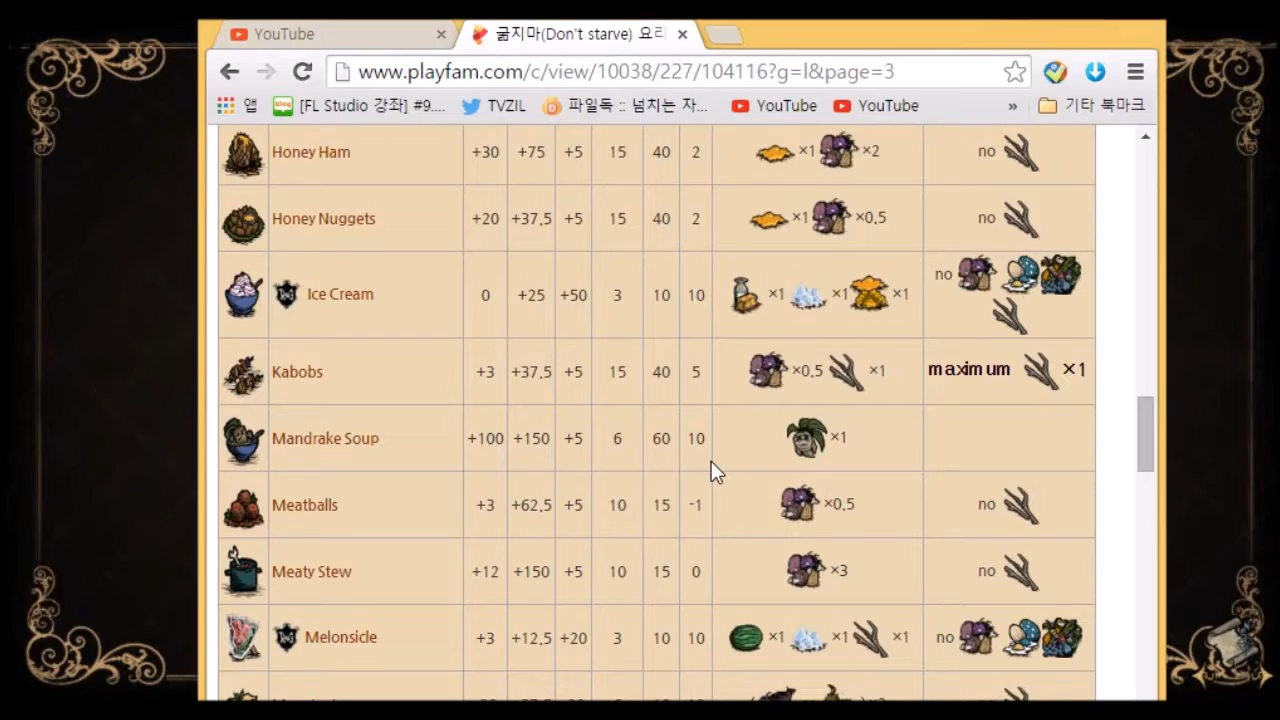 YouTube
굶지마(Don't starve) 요리
www.playfam.com/c/view/10038/227/104116?g=l&page=3
앱 [FL Studio 강좌] #9.... TVZIL 파일독 :: 넘치는 자... YouTube YouTube » 기타 북마크
Honey Ham +30 +75 +5 15 40 2 ×1 ×2 no
Honey Nuggets +20 +37.5 +5 15 40 2 ×1 ×0.5 no
Ice Cream 0 +25 +50 3 10 10 ×1 ×1 ×1 no
Kabobs +3 +37.5 +5 15 40 5 ×0.5 ×1 maximum ×1
Mandrake Soup +100 +150 +5 6 60 10 ×1
Meatballs +3 +62.5 +5 10 15 -1 ×0.5 no
Meaty Stew +12 +150 +5 10 15 0 ×3 no
Melonsicle +3 +12.5 +20 3 10 10 ×1 ×1 ×1 no